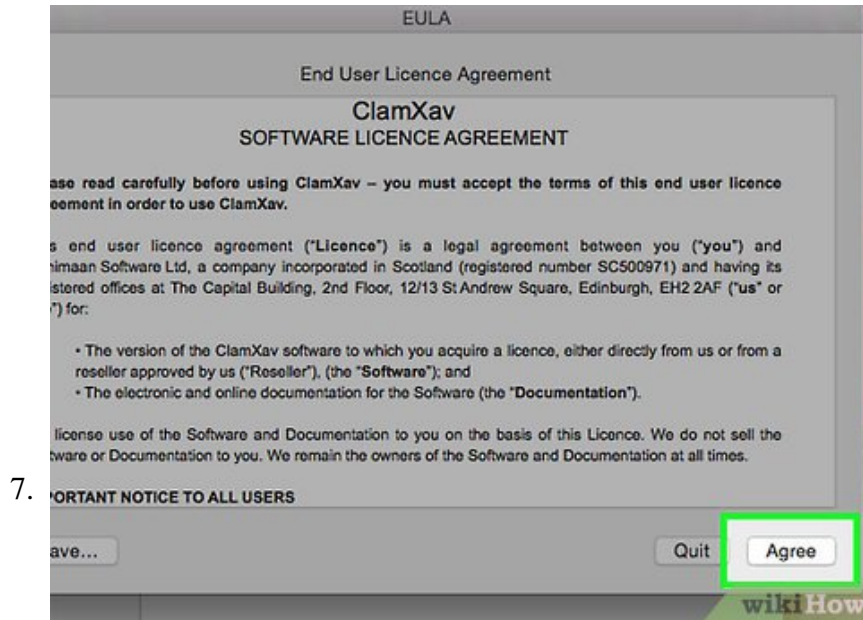 EULA
End User Licence Agreement
ClamXav
SOFTWARE LICENCE AGREEMENT
ase read carefully before using ClamXav – you must accept the terms of this end user licence
eement in order to use ClamXav.
s end user licence agreement ("Licence") is a legal agreement between you ("you") and
imaan Software Ltd, a company incorporated in Scotland (registered number SC500971) and having its
stered offices at The Capital Building, 2nd Floor, 12/13 St Andrew Square, Edinburgh, EH2 2AF ("us" or
") for:
• The version of the ClamXav software to which you acquire a licence, either directly from us or from a
reseller approved by us ("Reseller"), (the "Software"); and
• The electronic and online documentation for the Software (the "Documentation").
license use of the Software and Documentation to you on the basis of this Licence. We do not sell the
tware or Documentation to you. We remain the owners of the Software and Documentation at all times.
7.
PORTANT NOTICE TO ALL USERS
ave...
Quit
Agree
wikiHow